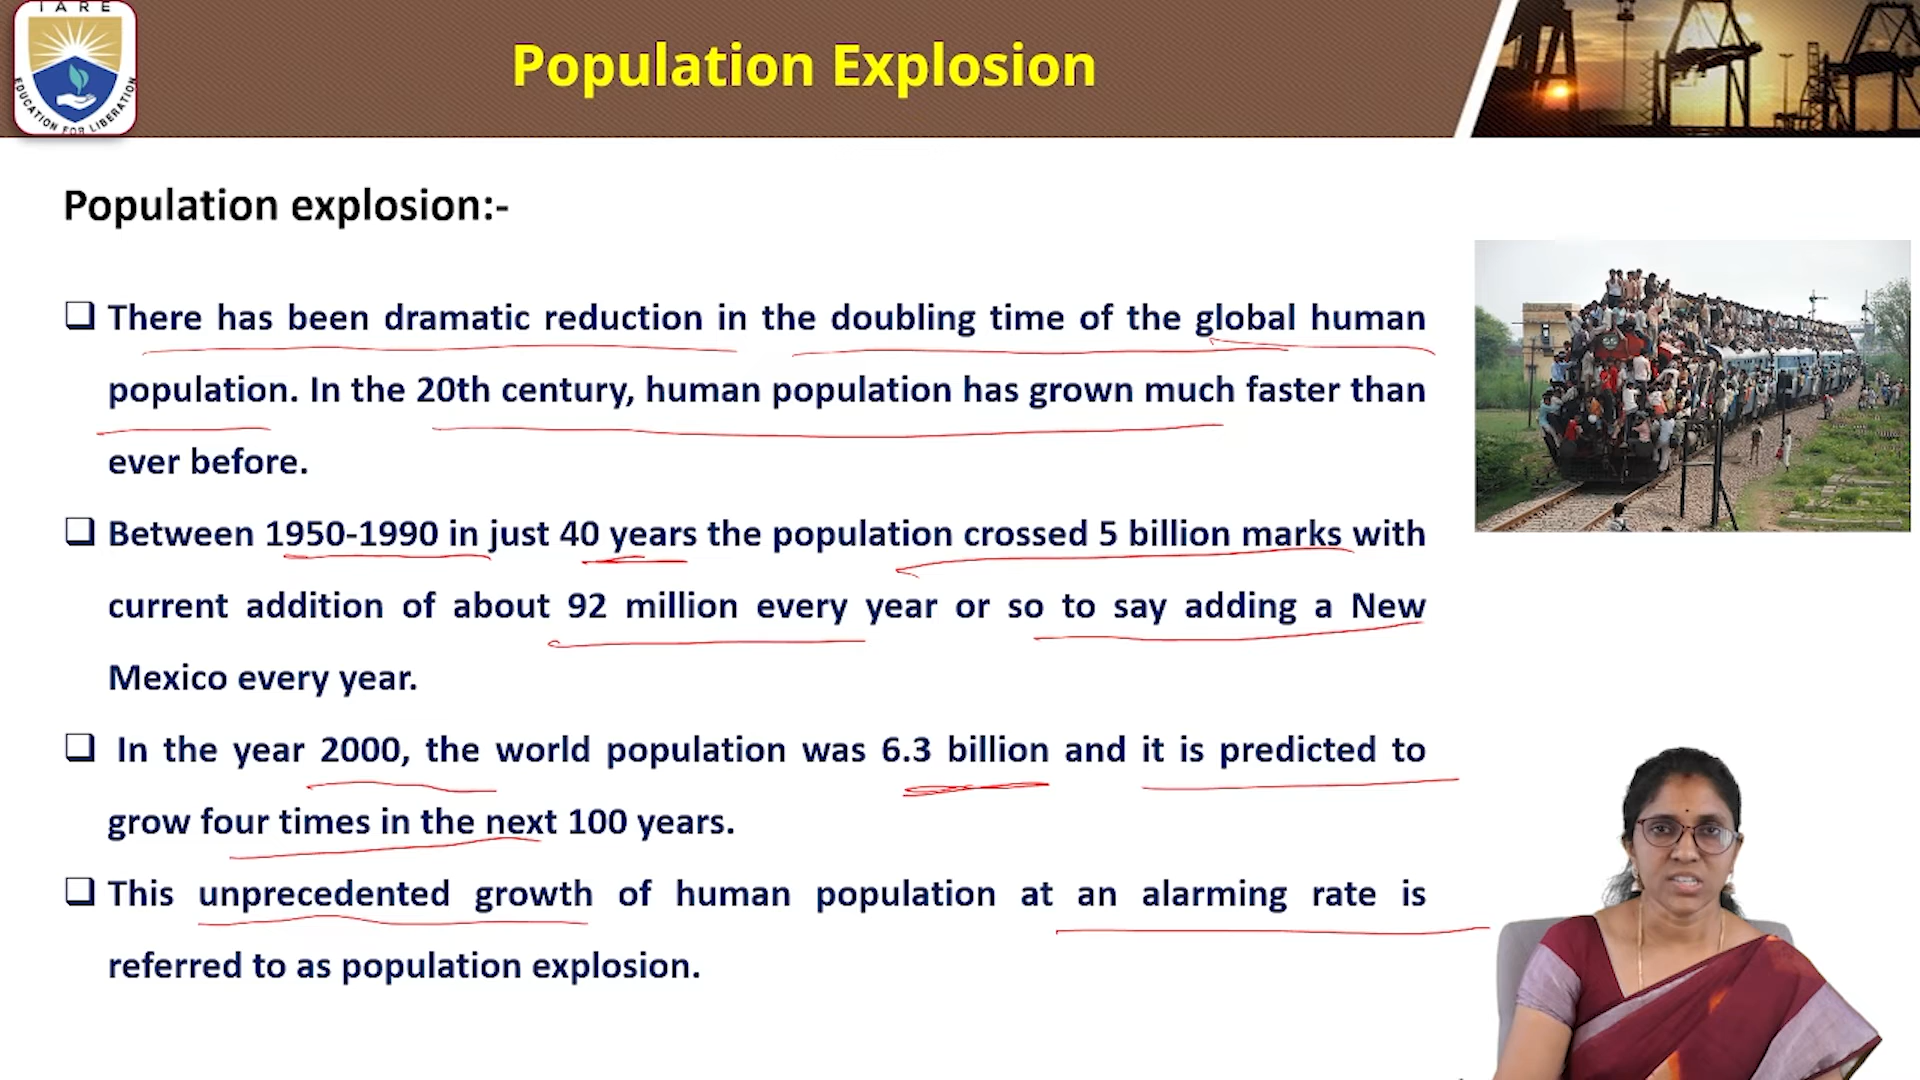 IARE
EDUCATION FOR LIBERATION
Population Explosion
Population explosion:-
❑ There has been dramatic reduction in the doubling time of the global human
population. In the 20th century, human population has grown much faster than
ever before.
❑ Between 1950-1990 in just 40 years the population crossed 5 billion marks with
current addition of about 92 million every year or so to say adding a New
Mexico every year.
❑ In the year 2000, the world population was 6.3 billion and it is predicted to
grow four times in the next 100 years.
❑ This unprecedented growth of human population at an alarming rate is
referred to as population explosion.